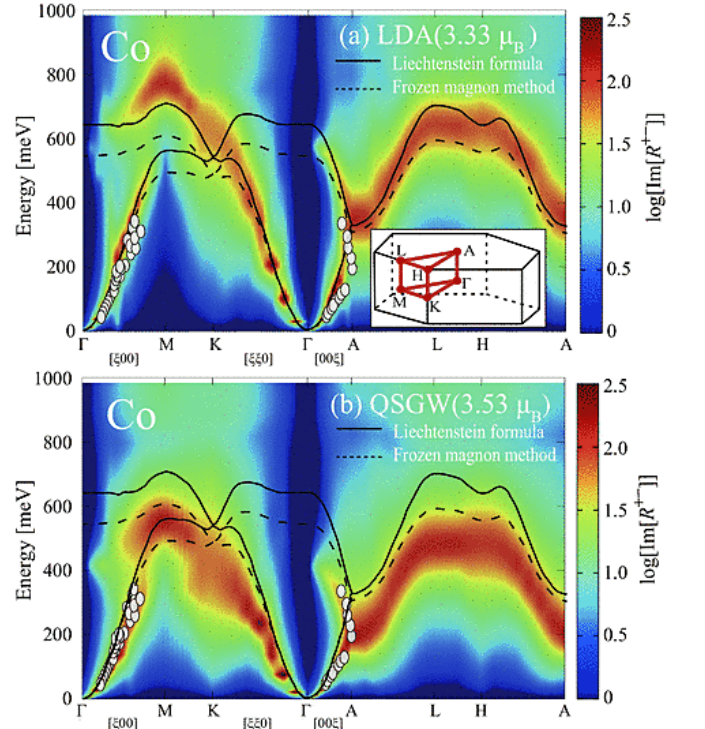 1000
800
600
400
200
0
Energy [meV]
Co
(a) LDA(3.33 μB)
Liechtenstein formula
Frozen magnon method
L
A
H
Γ
M
K
Γ
M
K
Γ
A
L
H
A
[ξ00]
[ξξ0]
[00ξ]
2.5
2.0
1.5
1.0
0.5
0
log[Im[R+−]]
1000
800
600
400
200
0
Energy [meV]
Co
(b) QSGW(3.53 μB)
Liechtenstein formula
Frozen magnon method
Γ
M
K
Γ
A
L
H
A
[ξ00]
[ξξ0]
[00ξ]
2.5
2.0
1.5
1.0
0.5
0
log[Im[R+−]]